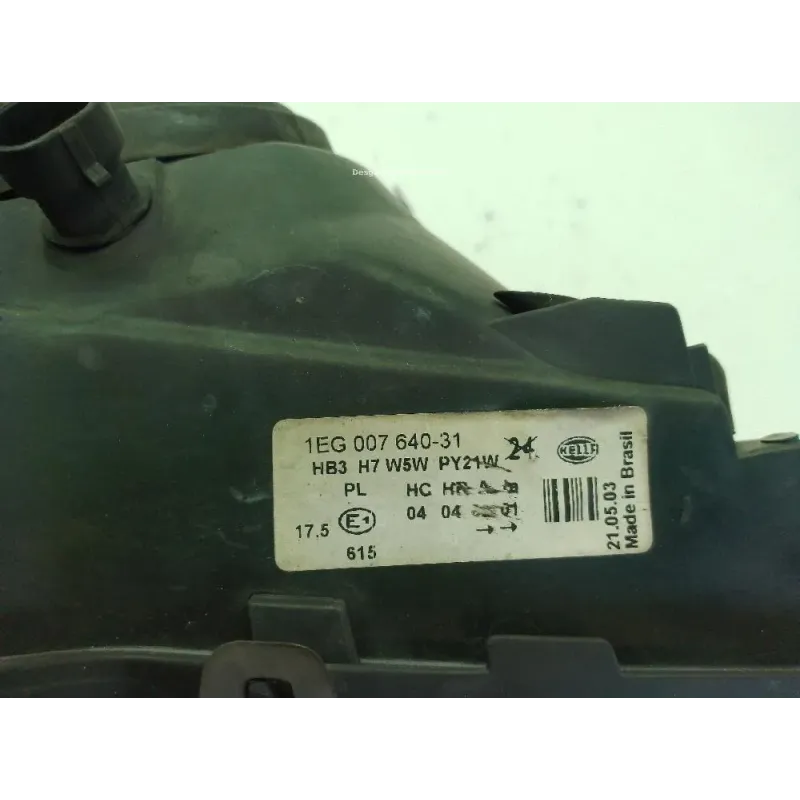 1EG 007 640-31
24
HELLA
HB3 H7 W5W PY21W
PL HC
04 04
17.5 E1
615
21.05.03
Made in Brasil